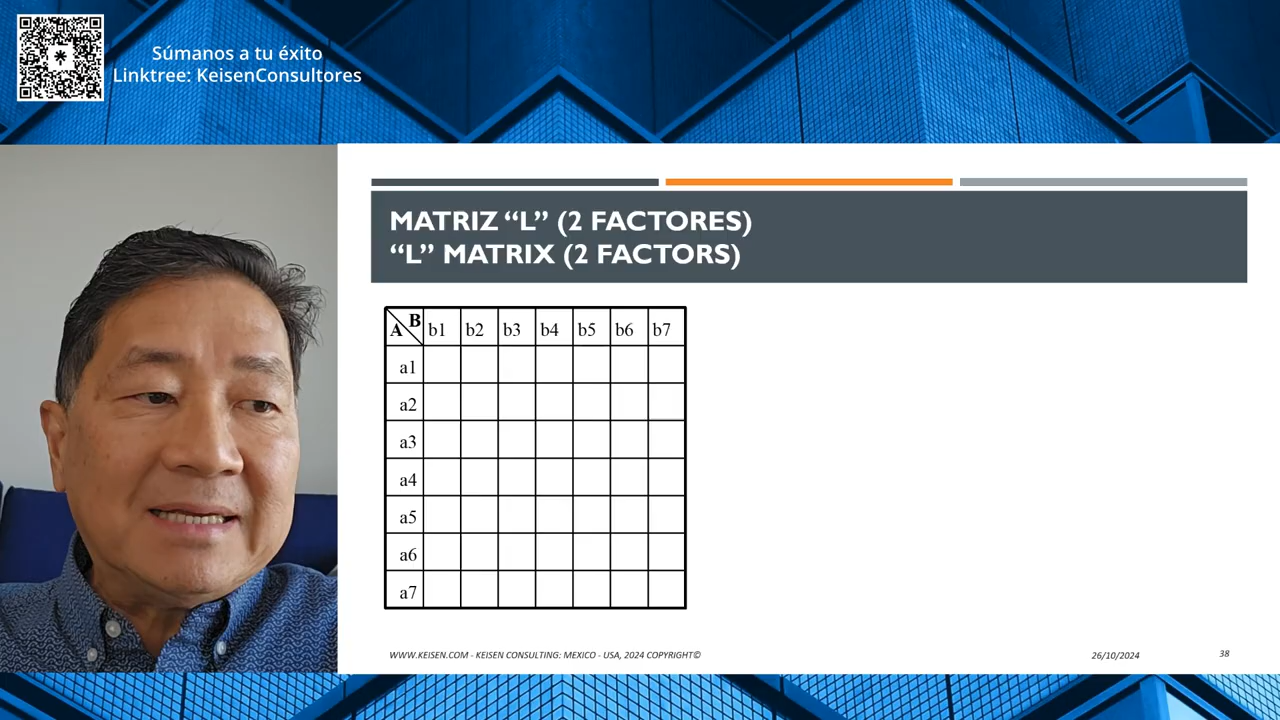 Súmanos a tu éxito
Linktree: KeisenConsultores
MATRIZ “L” (2 FACTORES)
“L” MATRIX (2 FACTORS)
A B b1 b2 b3 b4 b5 b6 b7
a1
a2
a3
a4
a5
a6
a7
WWW.KEISEN.COM - KEISEN CONSULTING: MEXICO - USA, 2024 COPYRIGHT© 26/10/2024 38